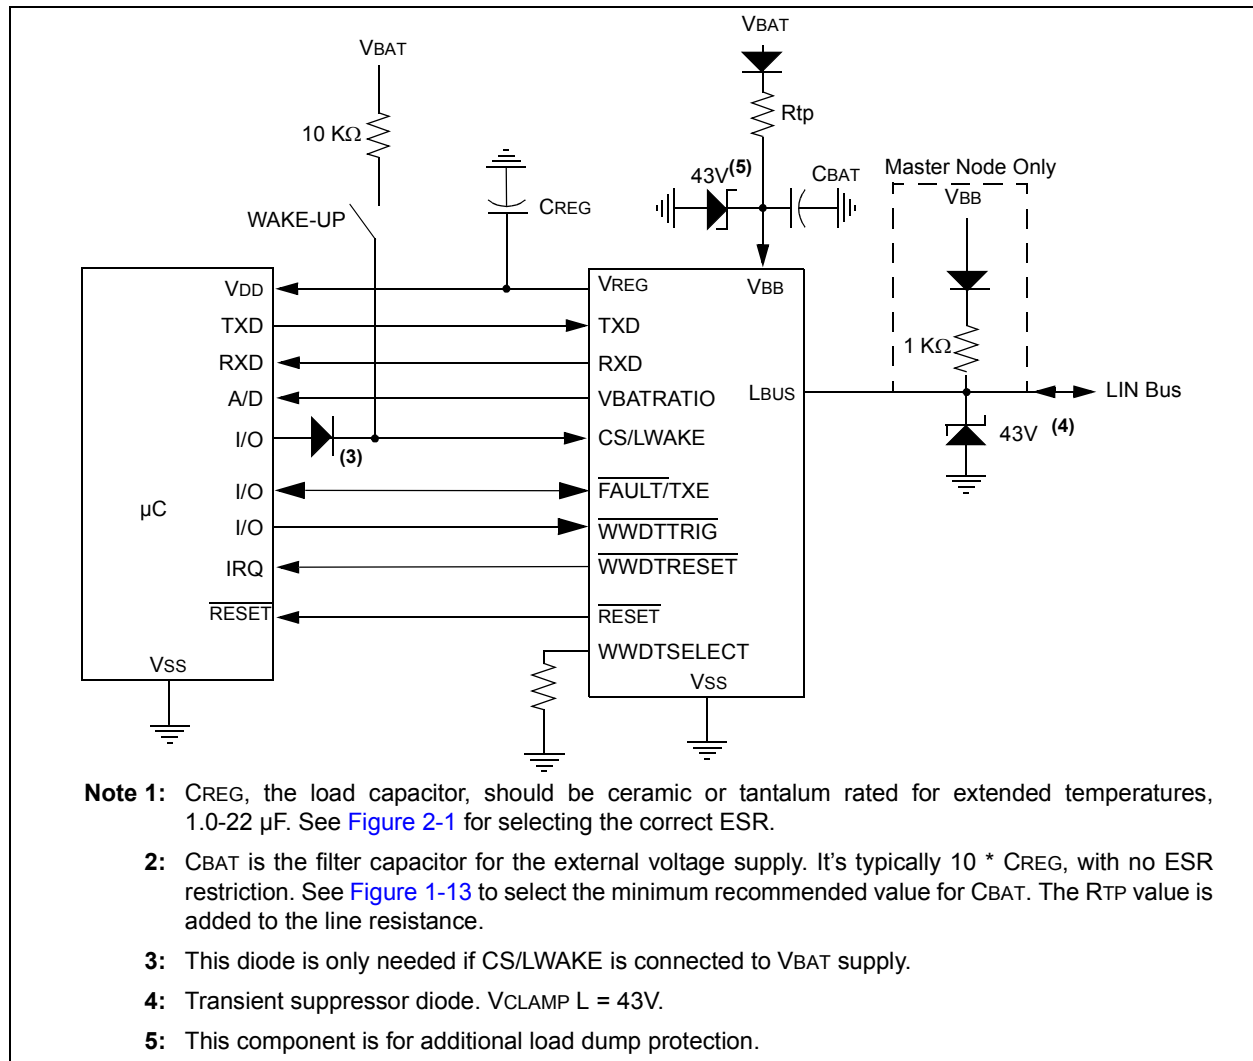 VBAT
VBAT
Rtp
10 KΩ
43V(5)
CBAT
Master Node Only
CREG
VBB
WAKE-UP
VDD
VREG
VBB
TXD
TXD
1 KΩ
RXD
RXD
A/D
VBATRATIO
LBUS
LIN Bus
I/O
(3)
CS/LWAKE
43V (4)
I/O
FAULT/TXE
µC
I/O
WWDTTRIG
IRQ
WWDTRESET
RESET
RESET
WWDTSELECT
VSS
VSS
Note 1: CREG, the load capacitor, should be ceramic or tantalum rated for extended temperatures,
1.0-22 µF. See Figure 2-1 for selecting the correct ESR.
2: CBAT is the filter capacitor for the external voltage supply. It's typically 10 * CREG, with no ESR
restriction. See Figure 1-13 to select the minimum recommended value for CBAT. The RTP value is
added to the line resistance.
3: This diode is only needed if CS/LWAKE is connected to VBAT supply.
4: Transient suppressor diode. VCLAMP L = 43V.
5: This component is for additional load dump protection.